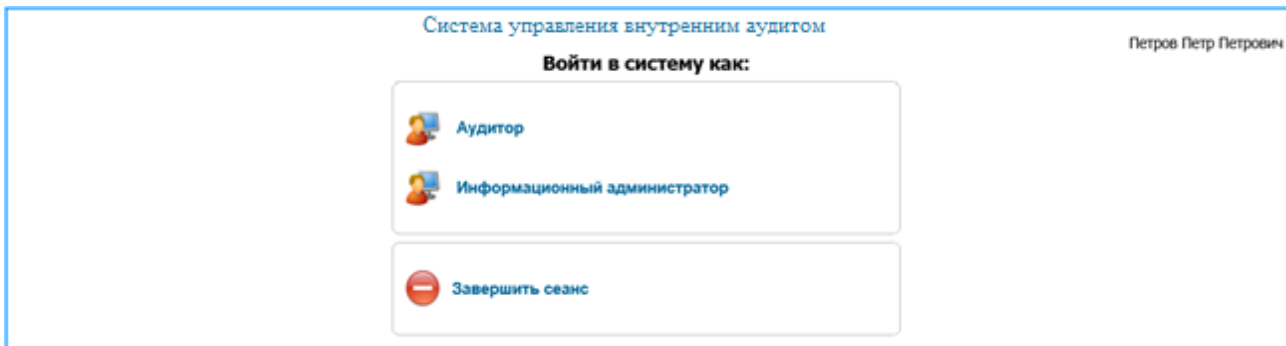 Система управления внутренним аудитом
Петров Петр Петрович
Войти в систему как:
Аудитор
Информационный администратор
Завершить сеанс